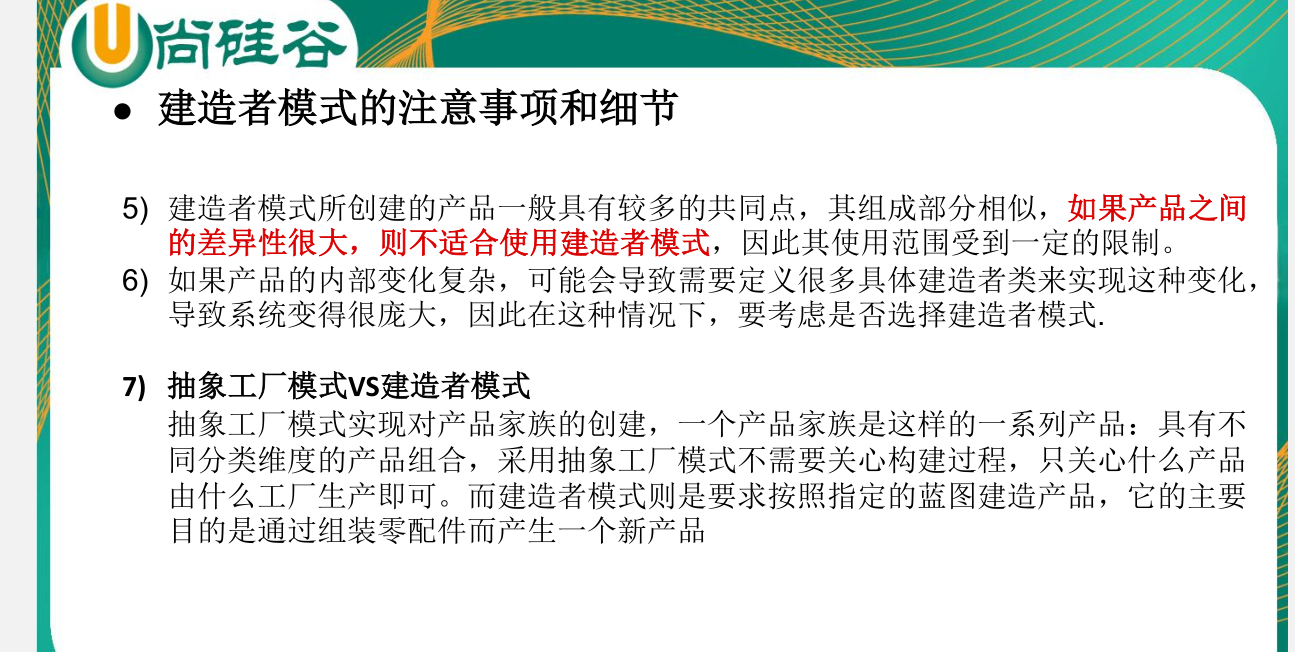 尚硅谷
● 建造者模式的注意事项和细节
5) 建造者模式所创建的产品一般具有较多的共同点，其组成部分相似，如果产品之间
的差异性很大，则不适合使用建造者模式，因此其使用范围受到一定的限制。
6) 如果产品的内部变化复杂，可能会导致需要定义很多具体建造者类来实现这种变化，
导致系统变得很庞大，因此在这种情况下，要考虑是否选择建造者模式.
7) 抽象工厂模式VS建造者模式
抽象工厂模式实现对产品家族的创建，一个产品家族是这样的一系列产品：具有不
同分类维度的产品组合，采用抽象工厂模式不需要关心构建过程，只关心什么产品
由什么工厂生产即可。而建造者模式则是要求按照指定的蓝图建造产品，它的主要
目的是通过组装零配件而产生一个新产品